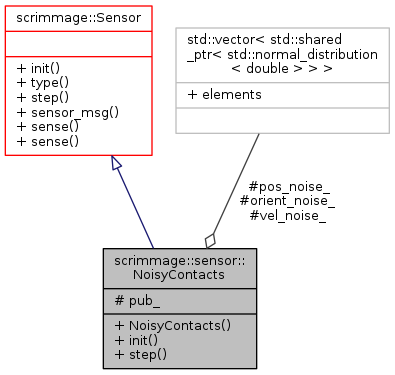 scrimmage::Sensor
+ init()
+ type()
+ step()
+ sensor_msg()
+ sense()
+ sense()
std::vector< std::shared
_ptr< std::normal_distribution
< double > > >
+ elements
#pos_noise_
#orient_noise_
#vel_noise_
scrimmage::sensor::
NoisyContacts
# pub_
+ NoisyContacts()
+ init()
+ step()